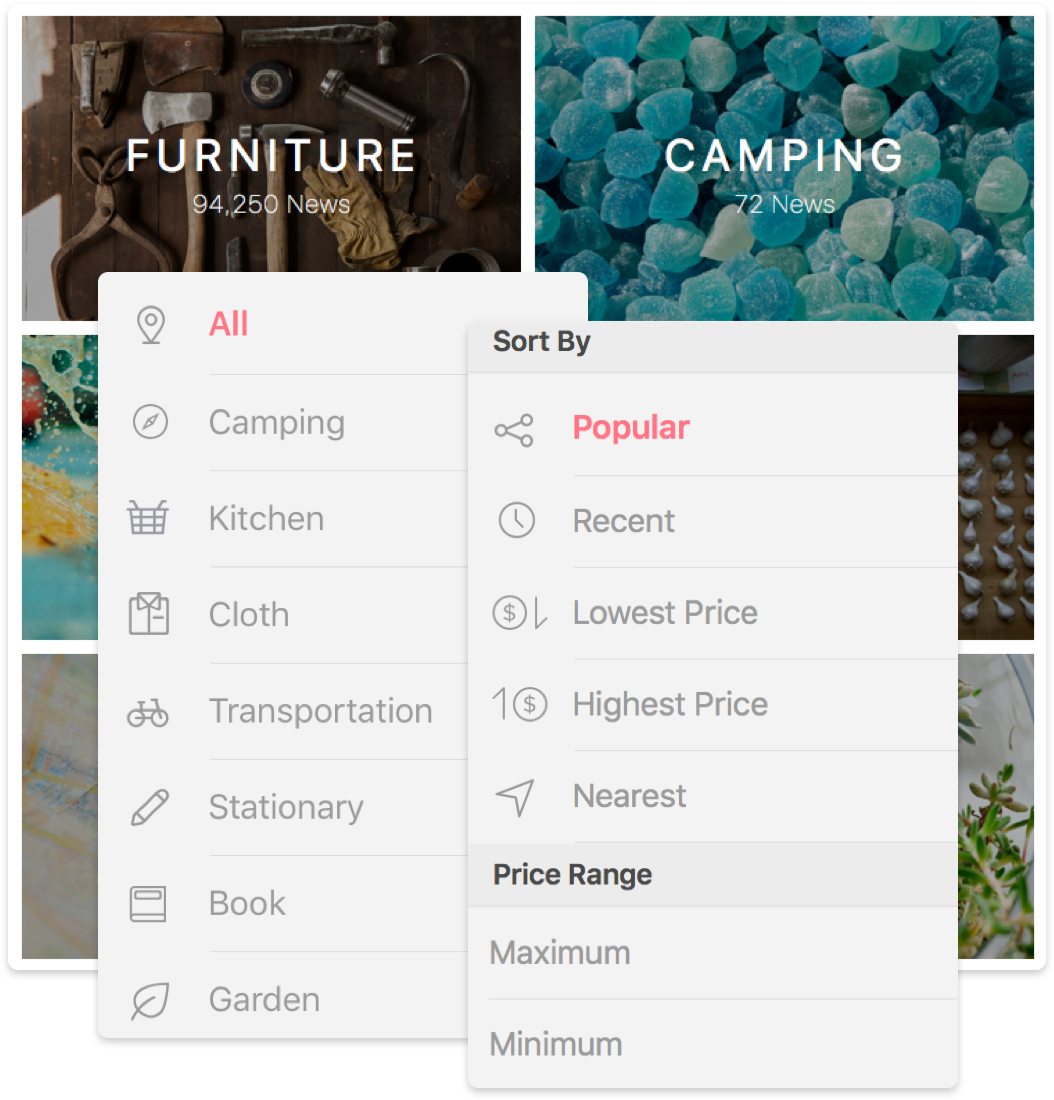 FURNITURE
94,250 News
CAMPING
72 News
All
Camping
Kitchen
Cloth
Transportation
Stationary
Book
Garden
Sort By
Popular
Recent
Lowest Price
Highest Price
Nearest
Price Range
Maximum
Minimum